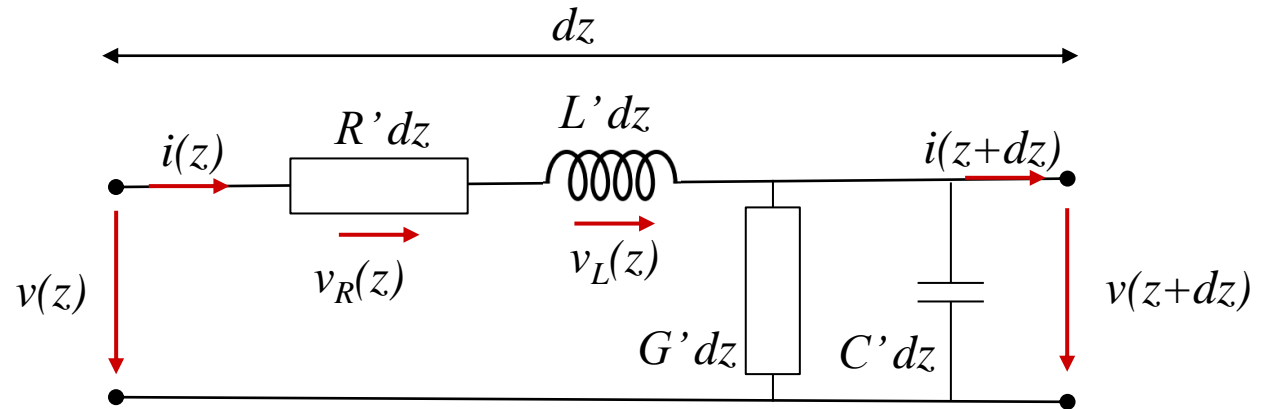 dz
R’dz
L’dz
i(z)
i(z+dz)
v_R(z)
v_L(z)
v(z)
v(z+dz)
G’dz
C’dz